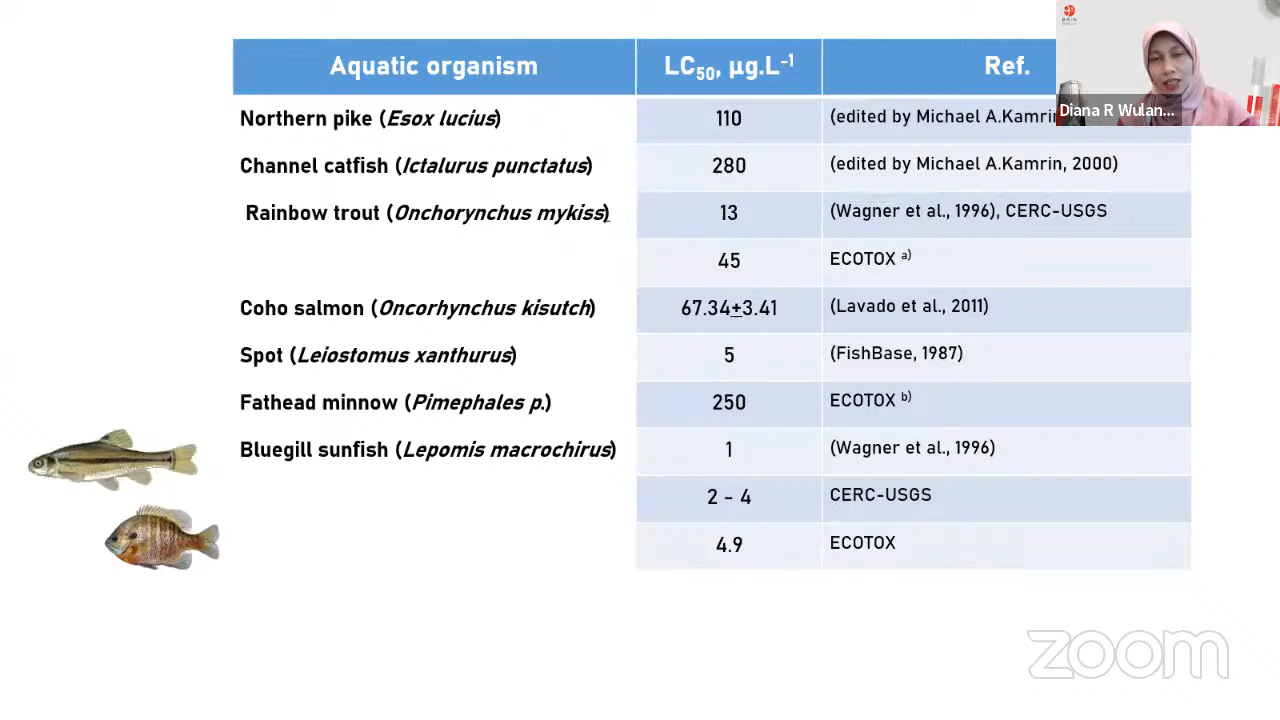 BRIN
Aquatic organism LC50, µg.L-1 Ref.
Northern pike (Esox lucius) 110 (edited by Michael A.Kamrin
Channel catfish (Ictalurus punctatus) 280 (edited by Michael A.Kamrin, 2000)
Rainbow trout (Onchorynchus mykiss) 13 (Wagner et al., 1996), CERC-USGS
45 ECOTOX a)
Coho salmon (Oncorhynchus kisutch) 67.34+3.41 (Lavado et al., 2011)
Spot (Leiostomus xanthurus) 5 (FishBase, 1987)
Fathead minnow (Pimephales p.) 250 ECOTOX b)
Bluegill sunfish (Lepomis macrochirus) 1 (Wagner et al., 1996)
2 - 4 CERC-USGS
4.9 ECOTOX
Diana R Wulan...
zoom